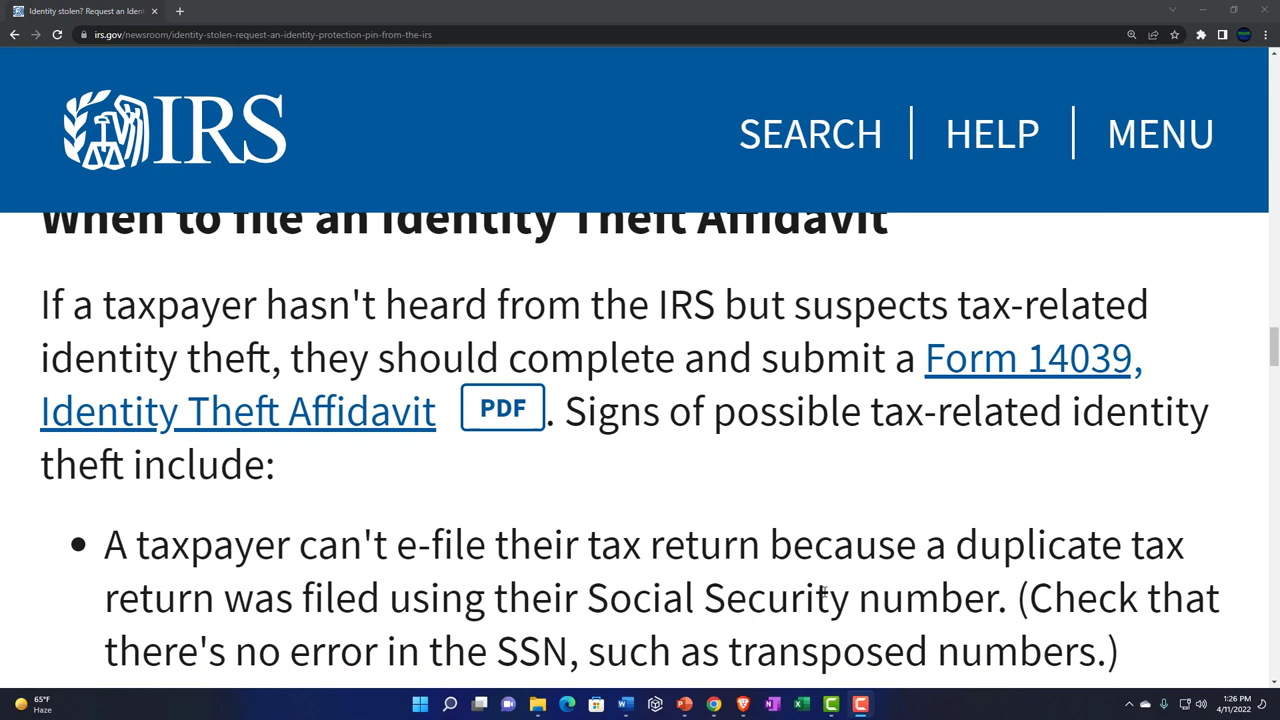 Identity stolen? Request an Iden
irs.gov/newsroom/identity-stolen-request-an-identity-protection-pin-from-the-irs
IRS
SEARCH
HELP
MENU
When to file an Identity Theft Affidavit
If a taxpayer hasn't heard from the IRS but suspects tax-related
identity theft, they should complete and submit a Form 14039,
Identity Theft Affidavit PDF . Signs of possible tax-related identity
theft include:
• A taxpayer can't e-file their tax return because a duplicate tax
return was filed using their Social Security number. (Check that
there's no error in the SSN, such as transposed numbers.)
65°F
Haze
1:26 PM
4/11/2022